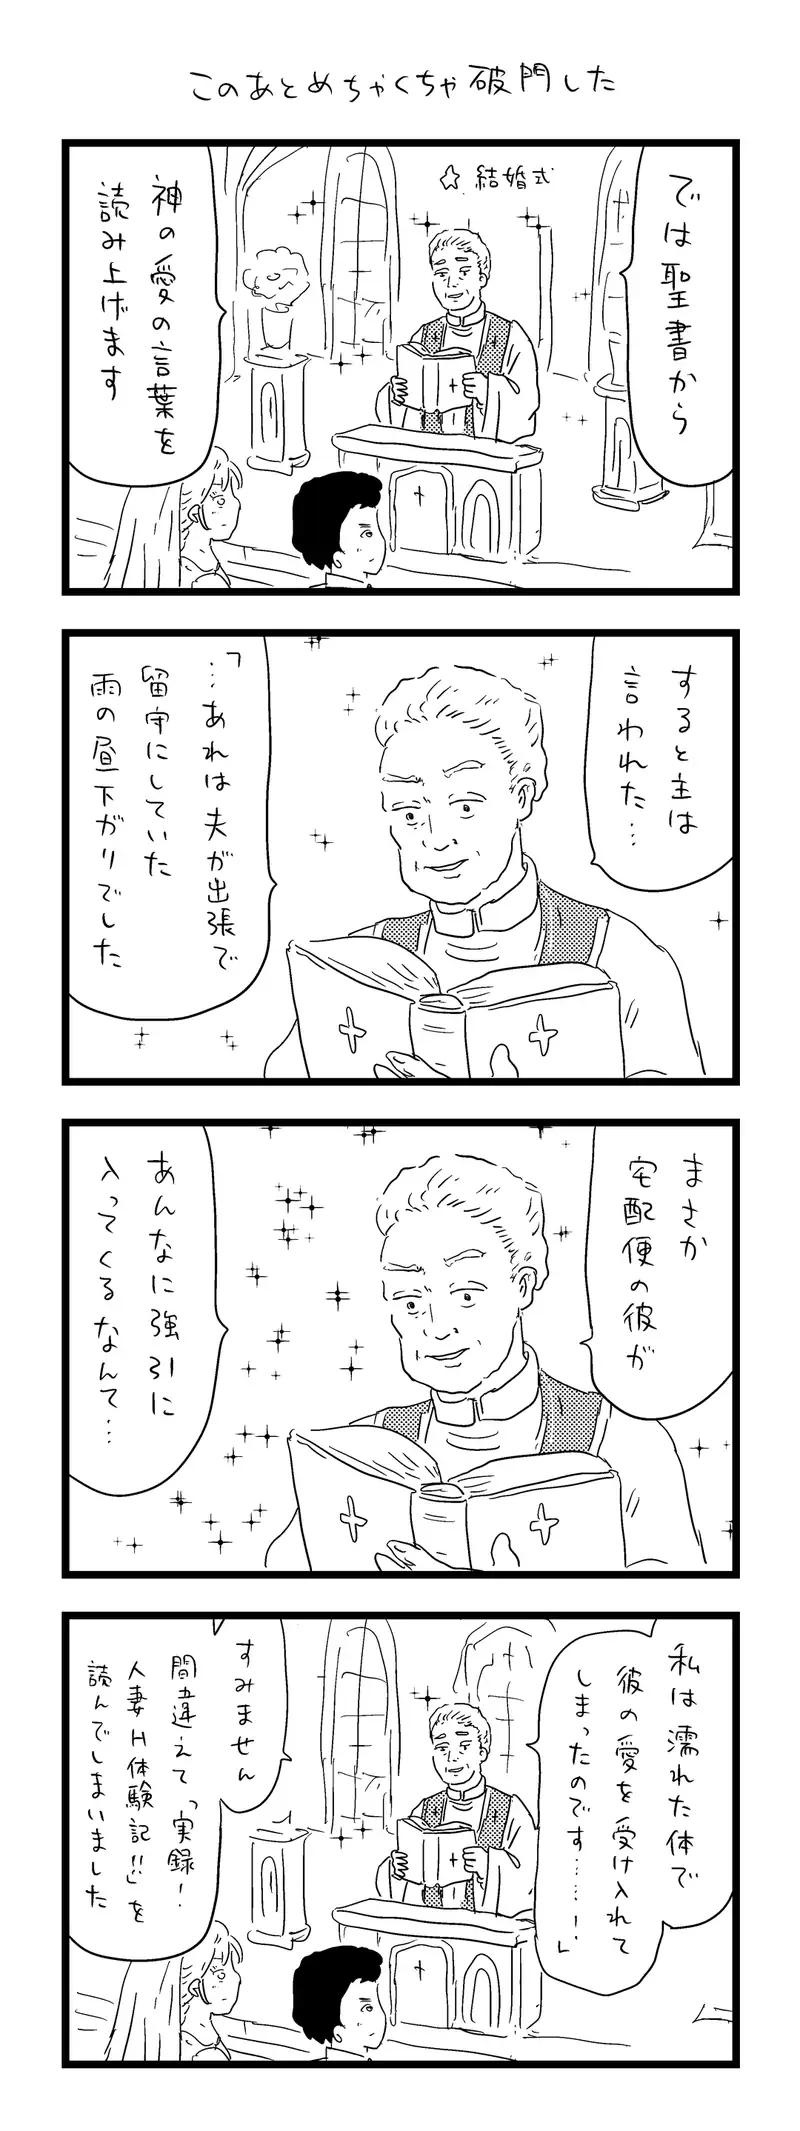 このあとめちゃくちゃ破門した
☆結婚式
では聖書から
神の愛の言葉を
読み上げます
すると主は
言われた…
「…あれは夫が出張で
留守にしていた
雨の昼下がりでした
まさか
宅配便の彼が
あんなに強引に
入ってくるなんて…
私は濡れた体で
彼の愛を受け入れて
しまったのです……!」
すみません
間違えて「実録!
人妻H体験記!!」を
読んでしまいました